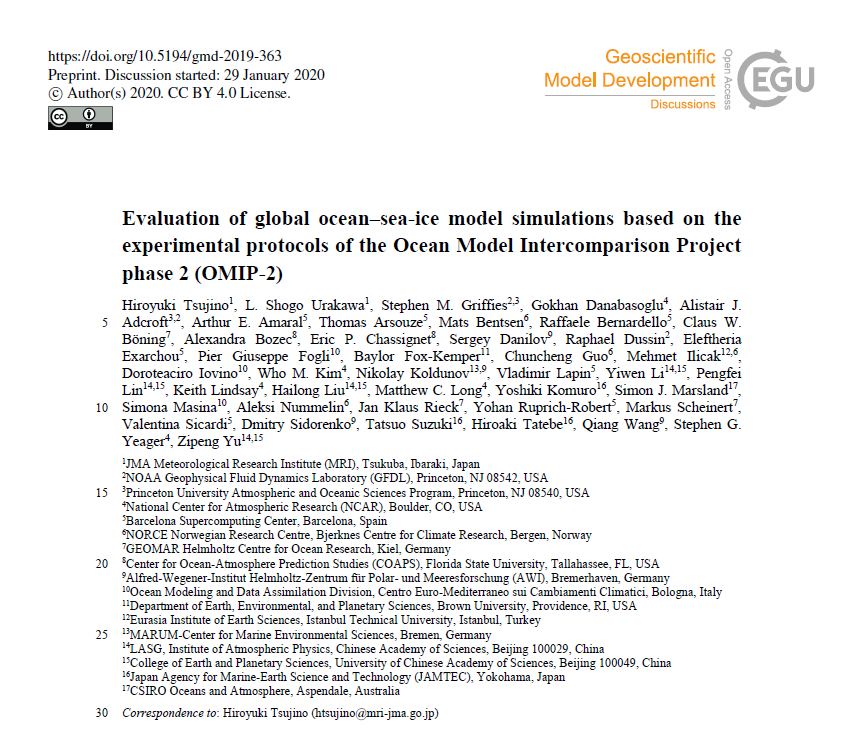 https://doi.org/10.5194/gmd-2019-363
Preprint. Discussion started: 29 January 2020
© Author(s) 2020. CC BY 4.0 License.
cc BY
Geoscientific
Model Development
Discussions
Open Access
EGU
Evaluation of global ocean–sea-ice model simulations based on the
experimental protocols of the Ocean Model Intercomparison Project
phase 2 (OMIP-2)
Hiroyuki Tsujino1, L. Shogo Urakawa1, Stephen M. Griffies2,3, Gokhan Danabasoglu4, Alistair J.
5 Adcroft3,2, Arthur E. Amaral5, Thomas Arsouze5, Mats Bentsen6, Raffaele Bernardello5, Claus W.
Böning7, Alexandra Bozec8, Eric P. Chassignet8, Sergey Danilov9, Raphael Dussin2, Eleftheria
Exarchou5, Pier Giuseppe Fogli10, Baylor Fox-Kemper11, Chuncheng Guo6, Mehmet Ilicak12,6,
Doroteaciro Iovino10, Who M. Kim4, Nikolay Koldunov13,9, Vladimir Lapin5, Yiwen Li14,15, Pengfei
Lin14,15, Keith Lindsay4, Hailong Liu14,15, Matthew C. Long4, Yoshiki Komuro16, Simon J. Marsland17,
10 Simona Masina10, Aleksi Nummelin6, Jan Klaus Rieck7, Yohan Ruprich-Robert5, Markus Scheinert7,
Valentina Sicardi5, Dmitry Sidorenko9, Tatsuo Suzuki16, Hiroaki Tatebe16, Qiang Wang9, Stephen G.
Yeager4, Zipeng Yu14,15
1JMA Meteorological Research Institute (MRI), Tsukuba, Ibaraki, Japan
2NOAA Geophysical Fluid Dynamics Laboratory (GFDL), Princeton, NJ 08542, USA
15 3Princeton University Atmospheric and Oceanic Sciences Program, Princeton, NJ 08540, USA
4National Center for Atmospheric Research (NCAR), Boulder, CO, USA
5Barcelona Supercomputing Center, Barcelona, Spain
6NORCE Norwegian Research Centre, Bjerknes Centre for Climate Research, Bergen, Norway
7GEOMAR Helmholtz Centre for Ocean Research, Kiel, Germany
20 8Center for Ocean-Atmosphere Prediction Studies (COAPS), Florida State University, Tallahassee, FL, USA
9Alfred-Wegener-Institut Helmholtz-Zentrum für Polar- und Meeresforschung (AWI), Bremerhaven, Germany
10Ocean Modeling and Data Assimilation Division, Centro Euro-Mediterraneo sui Cambiamenti Climatici, Bologna, Italy
11Department of Earth, Environmental, and Planetary Sciences, Brown University, Providence, RI, USA
12Eurasia Institute of Earth Sciences, Istanbul Technical University, Istanbul, Turkey
25 13MARUM-Center for Marine Environmental Sciences, Bremen, Germany
14LASG, Institute of Atmospheric Physics, Chinese Academy of Sciences, Beijing 100029, China
15College of Earth and Planetary Sciences, University of Chinese Academy of Sciences, Beijing 100049, China
16Japan Agency for Marine-Earth Science and Technology (JAMTEC), Yokohama, Japan
17CSIRO Oceans and Atmosphere, Aspendale, Australia
30 Correspondence to: Hiroyuki Tsujino (htsujino@mri-jma.go.jp)